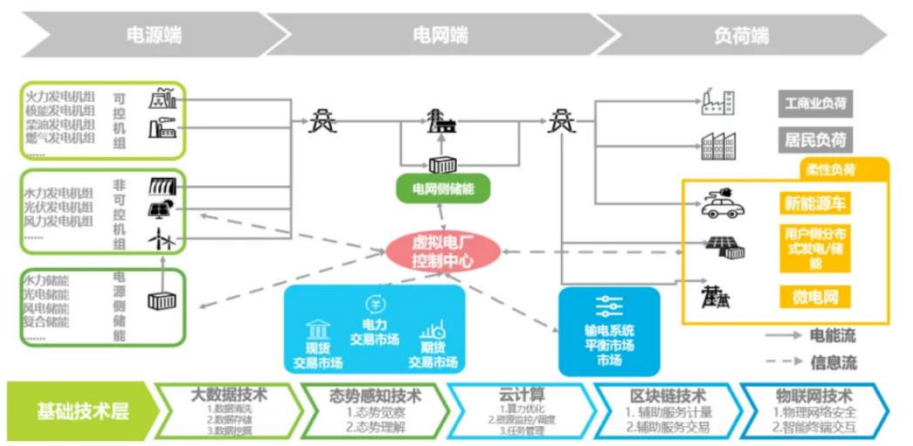 电源端
电网端
负荷端
火力发电机组
核能发电机组
柴油发电机组
燃气发电机组
……
可控机组
水力发电机组
光伏发电机组
风力发电机组
……
非可控机组
水力储能
光电储能
风电储能
复合储能
……
电源侧储能
电网侧储能
虚拟电厂
控制中心
电力
交易市场
现货
交易市场
期货
交易市场
输电系统
平衡市场
市场
工商业负荷
居民负荷
柔性负荷
新能源车
用户侧分布
式发电/储
能
微电网
电能流
信息流
基础技术层
大数据技术
1.数据清洗
2.数据存储
3.数据挖掘
态势感知技术
1.态势觉察
2.态势理解
云计算
1.算力优化
2.资源监控/调度
3.任务管理
区块链技术
1. 辅助服务计量
2.辅助服务交易
物联网技术
1.物理网络安全
2.智能终端交互